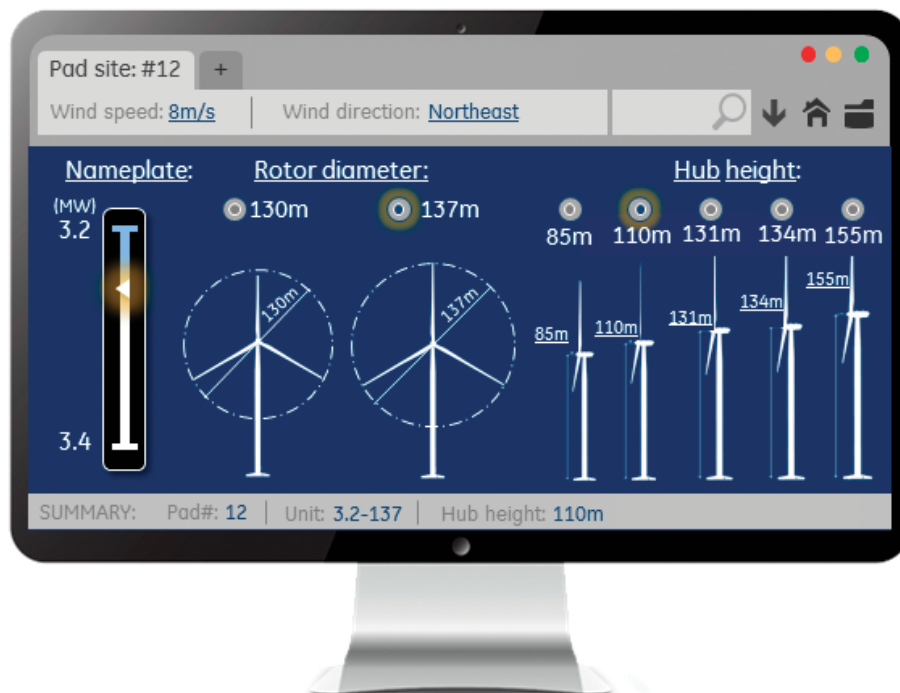 Pad site: #12 +
Wind speed: 8m/s | Wind direction: Northeast
Nameplate: Rotor diameter: Hub height:
(MW)
3.2
3.4
130m 137m
85m 110m 131m 134m 155m
130m
137m
85m
110m
131m
134m
155m
SUMMARY: Pad#: 12 | Unit: 3.2-137 | Hub height: 110m